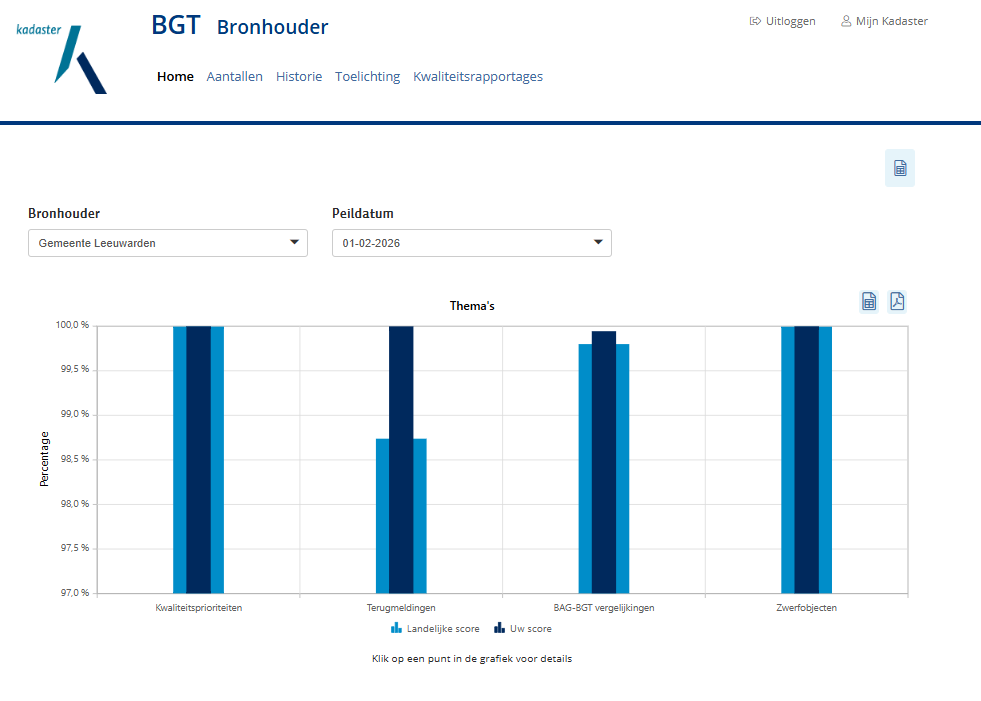 kadaster
BGT Bronhouder
Uitloggen Mijn Kadaster
Home Aantallen Historie Toelichting Kwaliteitsrapportages
Bronhouder Peildatum
Gemeente Leeuwarden 01-02-2026
Thema's
100,0 %
99,5 %
99,0 %
98,5 %
98,0 %
97,5 %
97,0 %
Percentage
Kwaliteitsprioriteiten Terugmeldingen BAG-BGT vergelijkingen Zwerfobjecten
Landelijke score Uw score
Klik op een punt in de grafiek voor details